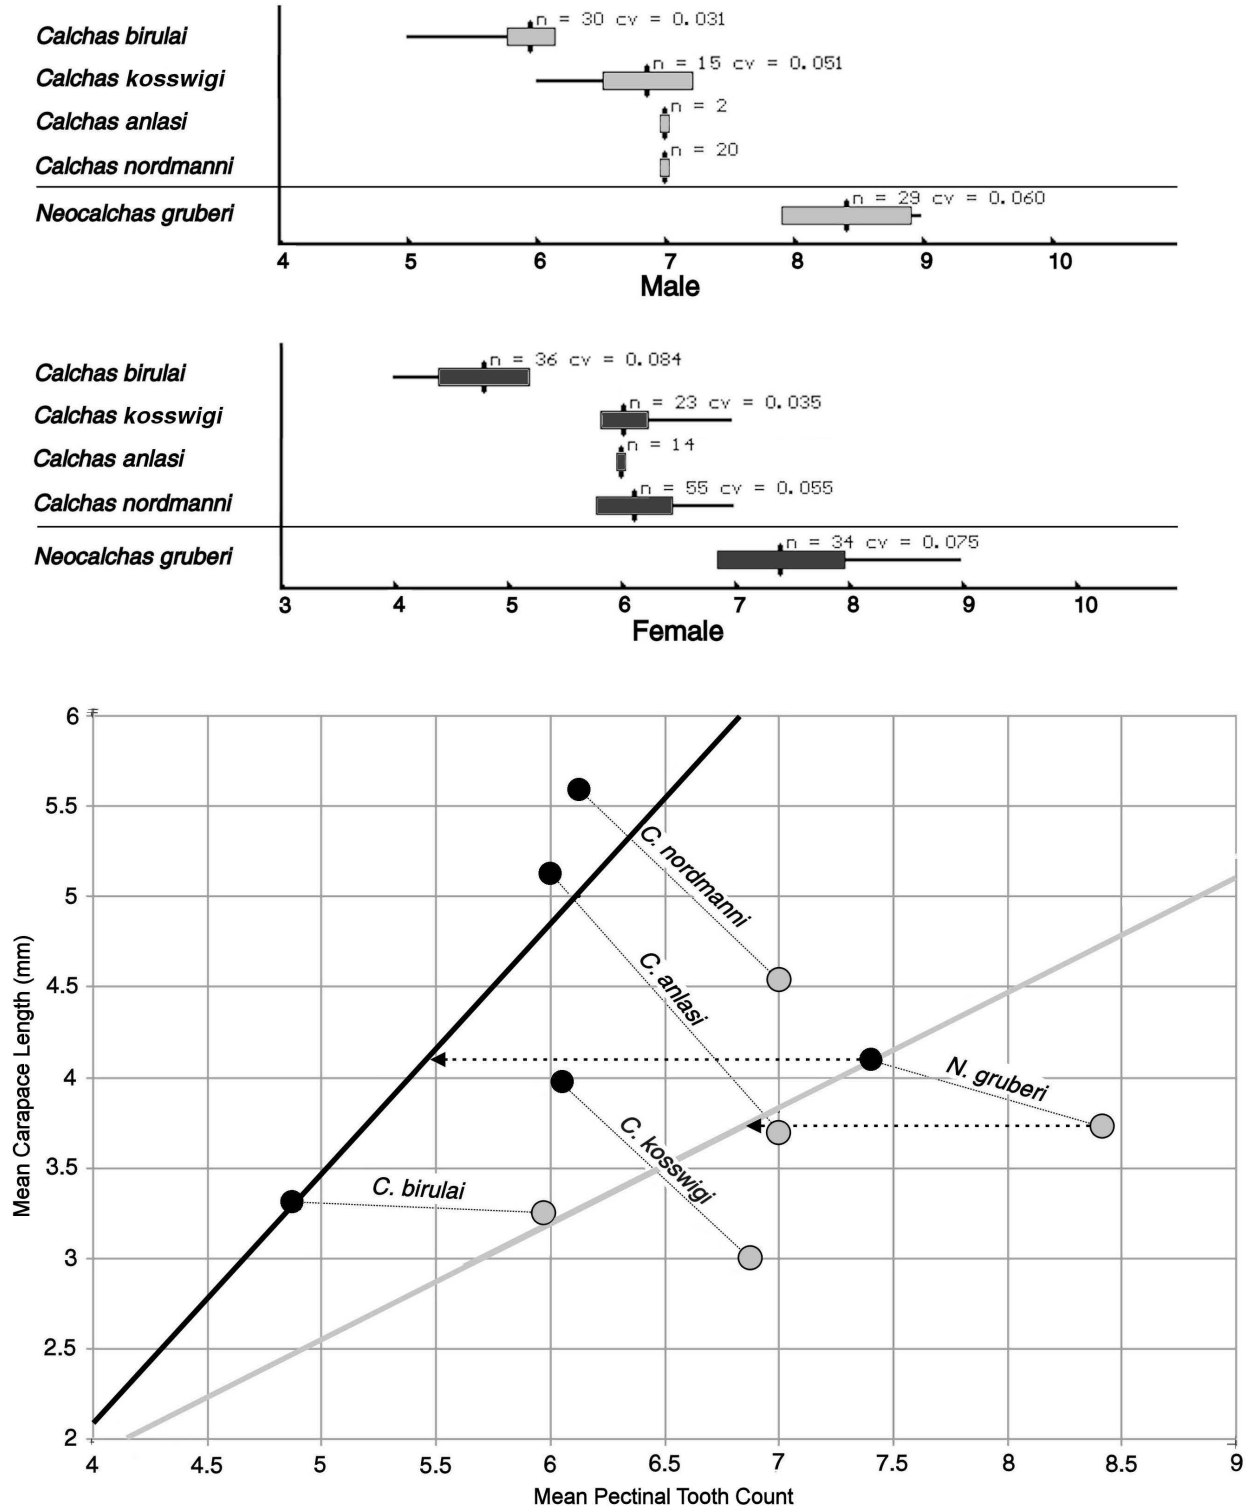 Calchas birulai n = 30 cv = 0.031
Calchas kosswigi n = 15 cv = 0.051
Calchas anlasi n = 2
Calchas nordmanni n = 20
Neocalchas gruberi n = 29 cv = 0.060
4 5 6 7 8 9 10
Male
Calchas birulai n = 36 cv = 0.084
Calchas kosswigi n = 23 cv = 0.035
Calchas anlasi n = 14
Calchas nordmanni n = 55 cv = 0.055
Neocalchas gruberi n = 34 cv = 0.075
3 4 5 6 7 8 9 10
Female
6
5.5
5
4.5
4
3.5
3
2.5
2
Mean Carapace Length (mm)
C. nordmanni
C. anlasi
N. gruberi
C. kosswigi
C. birulai
4 4.5 5 5.5 6 6.5 7 7.5 8 8.5 9
Mean Pectinal Tooth Count